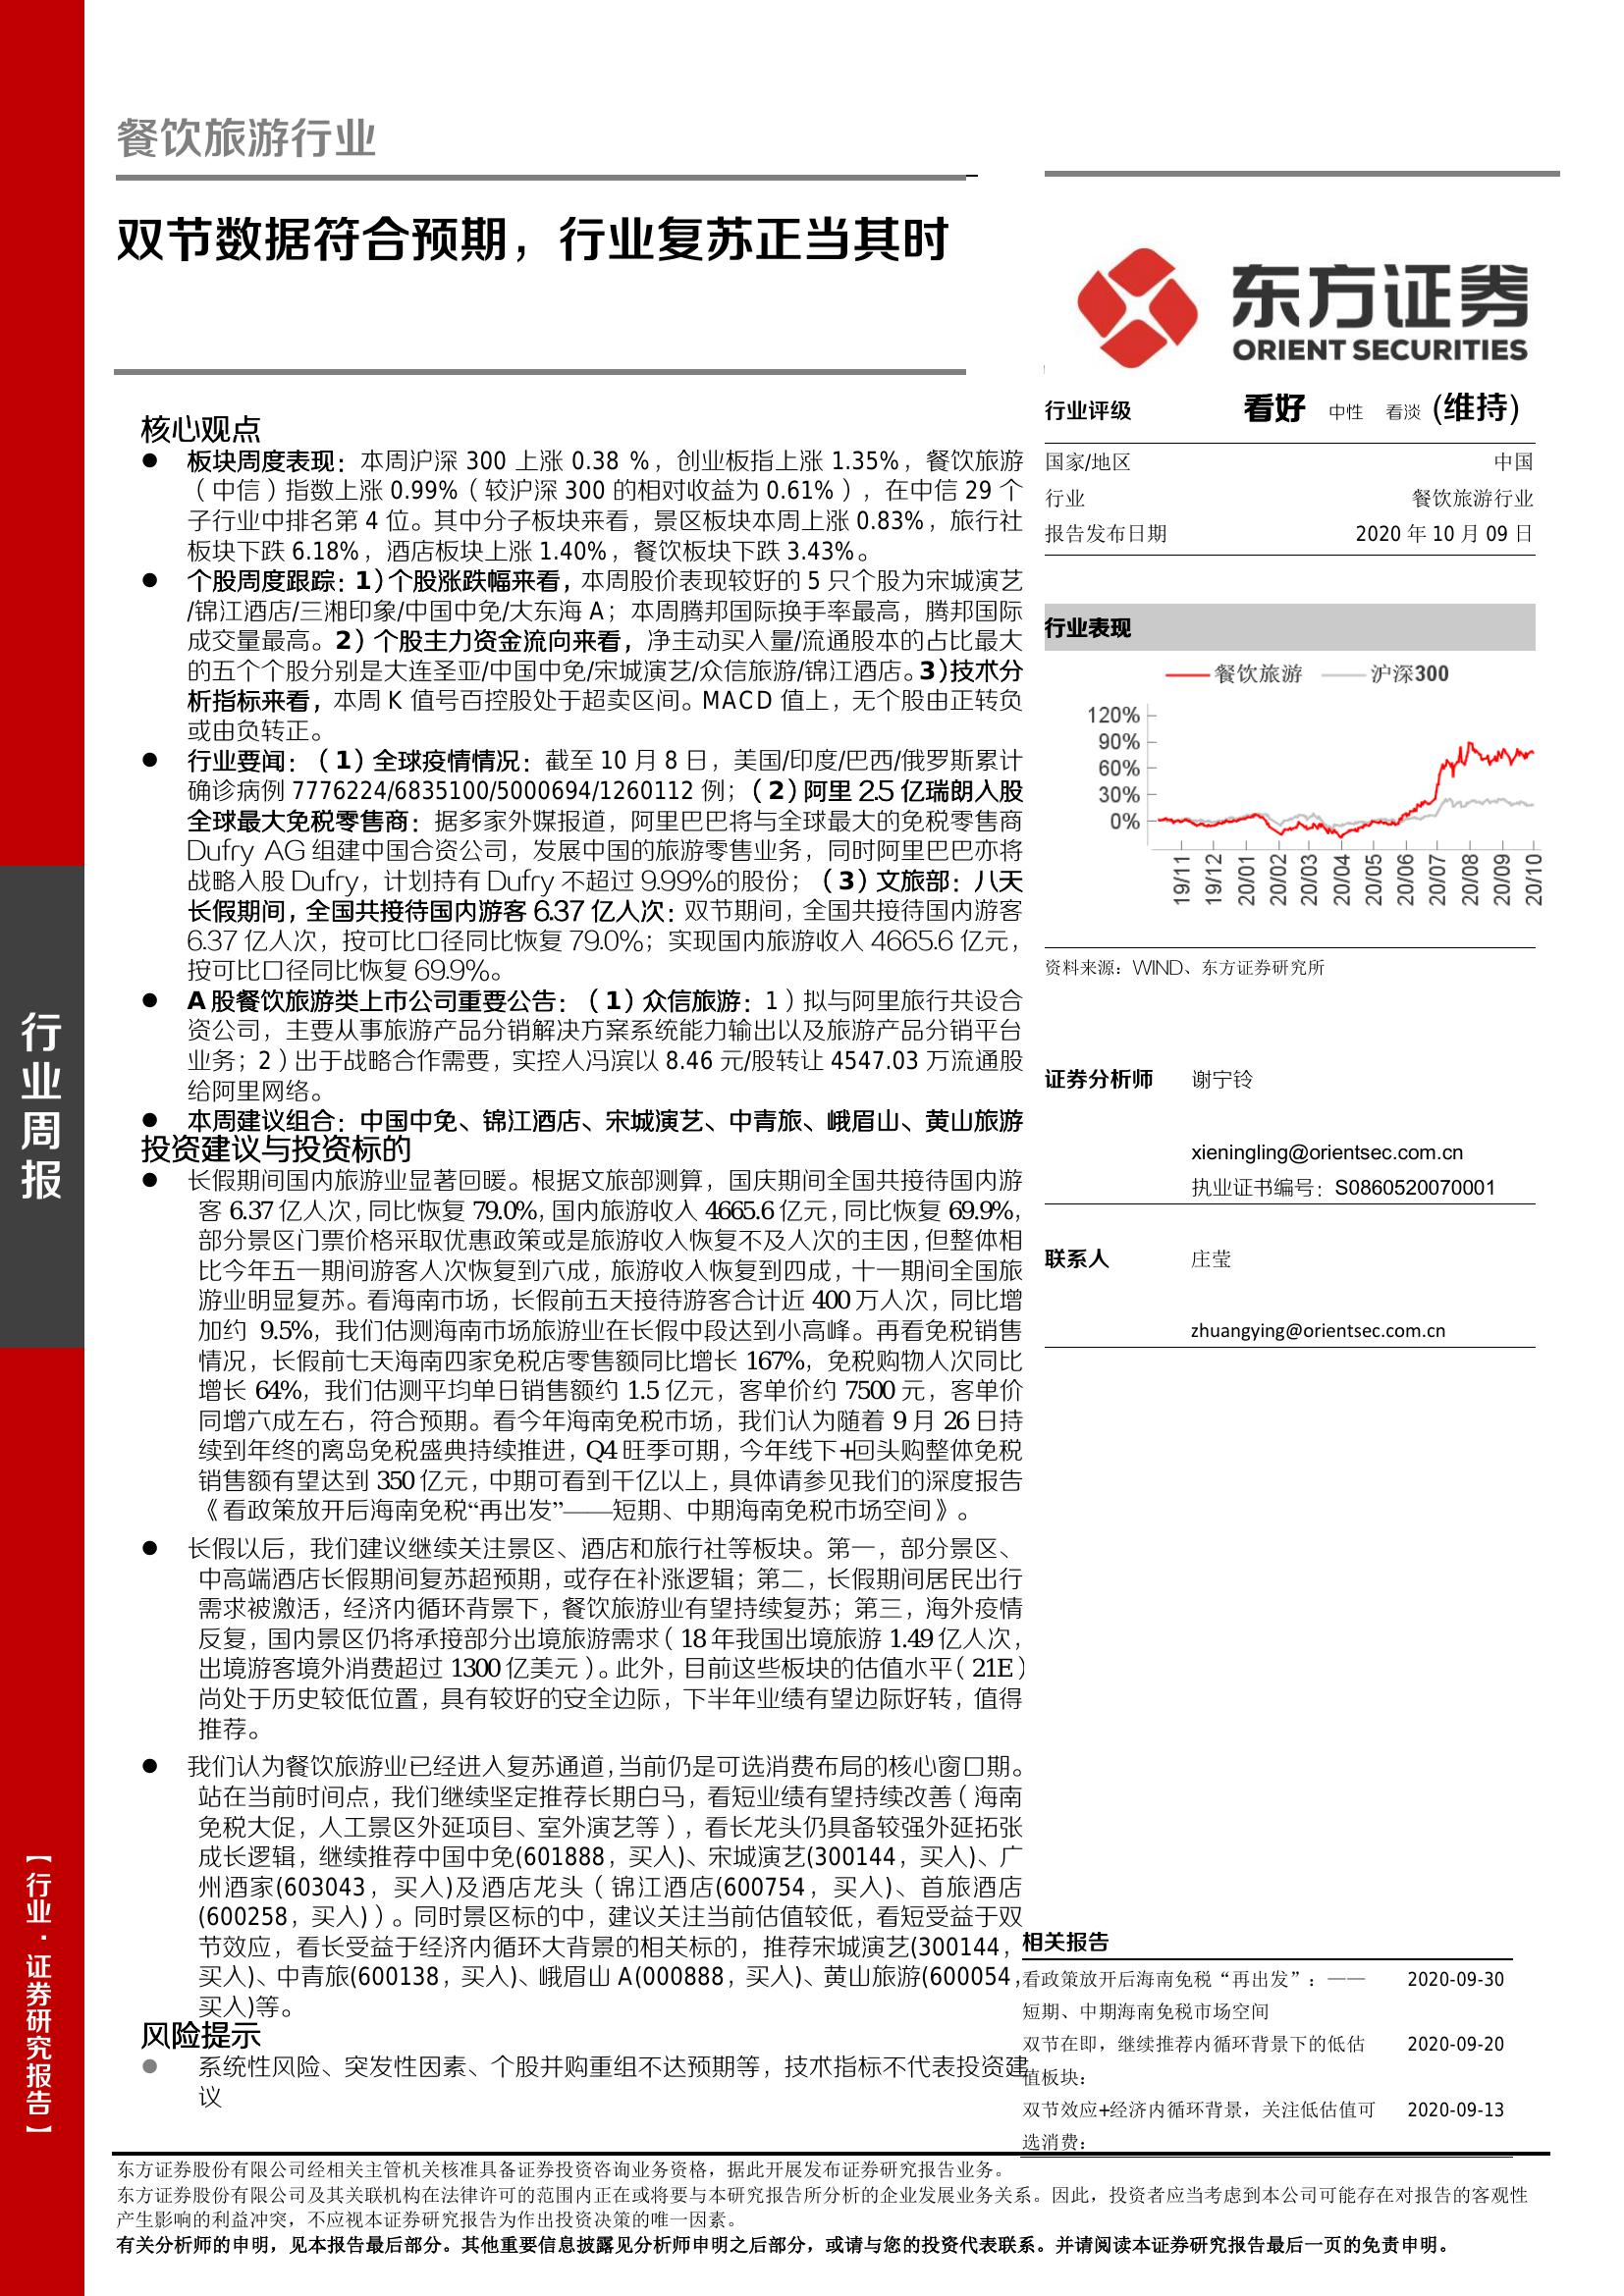 餐饮旅游行业
双节数据符合预期，行业复苏正当其时
东方证券
ORIENT SECURITIES
核心观点
● 板块周度表现：本周沪深 300 上涨 0.38 %，创业板指上涨 1.35%，餐饮旅游
（中信）指数上涨 0.99%（较沪深 300 的相对收益为 0.61%），在中信 29 个
子行业中排名第 4 位。其中分子板块来看，景区板块本周上涨 0.83%，旅行社
板块下跌 6.18%，酒店板块上涨 1.40%，餐饮板块下跌 3.43%。
● 个股周度跟踪：1)个股涨跌幅来看，本周股价表现较好的 5 只个股为宋城演艺
/锦江酒店/三湘印象/中国中免/大东海 A；本周腾邦国际换手率最高，腾邦国际
成交量最高。2）个股主力资金流向来看，净主动买入量/流通股本的占比最大
的五个个股分别是大连圣亚/中国中免/宋城演艺/众信旅游/锦江酒店。3)技术分
析指标来看，本周 K 值号百控股处于超卖区间。MACD 值上，无个股由正转负
或由负转正。
● 行业要闻：（1）全球疫情情况：截至 10 月 8 日，美国/印度/巴西/俄罗斯累计
确诊病例 7776224/6835100/5000694/1260112 例；（2）阿里 2.5 亿瑞朗入股
全球最大免税零售商：据多家外媒报道，阿里巴巴将与全球最大的免税零售商
Dufry AG 组建中国合资公司，发展中国的旅游零售业务，同时阿里巴巴亦将
战略入股 Dufry，计划持有 Dufry 不超过 9.99%的股份；（3）文旅部：八天
长假期间，全国共接待国内游客 6.37 亿人次：双节期间，全国共接待国内游客
6.37 亿人次，按可比口径同比恢复 79.0%；实现国内旅游收入 4665.6 亿元，
按可比口径同比恢复 69.9%。
● A 股餐饮旅游类上市公司重要公告：（1）众信旅游：1）拟与阿里旅行共设合
资公司，主要从事旅游产品分销解决方案系统能力输出以及旅游产品分销平台
业务；2）出于战略合作需要，实控人冯滨以 8.46 元/股转让 4547.03 万流通股
给阿里网络。
● 本周建议组合：中国中免、锦江酒店、宋城演艺、中青旅、峨眉山、黄山旅游
投资建议与投资标的
● 长假期间国内旅游业显著回暖。根据文旅部测算，国庆期间全国共接待国内游
客 6.37 亿人次，同比恢复 79.0%，国内旅游收入 4665.6 亿元，同比恢复 69.9%，
部分景区门票价格采取优惠政策或是旅游收入恢复不及人次的主因，但整体相
比今年五一期间游客人次恢复到六成，旅游收入恢复到四成，十一期间全国旅
游业明显复苏。看海南市场，长假前五天接待游客合计近 400 万人次，同比增
加约 9.5%，我们估测海南市场旅游业在长假中段达到小高峰。再看免税销售
情况，长假前七天海南四家免税店零售额同比增长 167%，免税购物人次同比
增长 64%，我们估测平均单日销售额约 1.5 亿元，客单价约 7500 元，客单价
同增六成左右，符合预期。看今年海南免税市场，我们认为随着 9 月 26 日持
续到年终的离岛免税盛典持续推进，Q4 旺季可期，今年线下+回头购整体免税
销售额有望达到 350 亿元，中期可看到千亿以上，具体请参见我们的深度报告
《看政策放开后海南免税“再出发”——短期、中期海南免税市场空间》。
● 长假以后，我们建议继续关注景区、酒店和旅行社等板块。第一，部分景区、
中高端酒店长假期间复苏超预期，或存在补涨逻辑；第二，长假期间居民出行
需求被激活，经济内循环背景下，餐饮旅游业有望持续复苏；第三，海外疫情
反复，国内景区仍将承接部分出境旅游需求（18 年我国出境旅游 1.49 亿人次，
出境游客境外消费超过 1300 亿美元）。此外，目前这些板块的估值水平（21E）
尚处于历史较低位置，具有较好的安全边际，下半年业绩有望边际好转，值得
推荐。
● 我们认为餐饮旅游业已经进入复苏通道，当前仍是可选消费布局的核心窗口期。
站在当前时间点，我们继续坚定推荐长期白马，看短业绩有望持续改善（海南
免税大促，人工景区外延项目、室外演艺等），看长龙头仍具备较强外延拓张
成长逻辑，继续推荐中国中免(601888，买入)、宋城演艺(300144，买入)、广
州酒家(603043，买入)及酒店龙头（锦江酒店(600754，买入)、首旅酒店
(600258，买入)）。同时景区标的中，建议关注当前估值较低，看短受益于双
节效应，看长受益于经济内循环大背景的相关标的，推荐宋城演艺(300144，
买入)、中青旅(600138，买入)、峨眉山 A(000888，买入)、黄山旅游(600054，
买入)等。
风险提示
● 系统性风险、突发性因素、个股并购重组不达预期等，技术指标不代表投资建
议
行业评级 看好 中性 看淡 (维持)
国家/地区 中国
行业 餐饮旅游行业
报告发布日期 2020 年 10 月 09 日
行业表现
餐饮旅游 沪深300
120%
90%
60%
30%
0%
19/11 19/12 20/01 20/02 20/03 20/04 20/05 20/06 20/07 20/08 20/09 20/10
资料来源：WIND、东方证券研究所
证券分析师 谢宁铃
xieningling@orientsec.com.cn
执业证书编号：S0860520070001
联系人 庄莹
zhuangying@orientsec.com.cn
相关报告
看政策放开后海南免税“再出发”：—— 2020-09-30
短期、中期海南免税市场空间
双节在即，继续推荐内循环背景下的低估 2020-09-20
值板块：
双节效应+经济内循环背景，关注低估值可 2020-09-13
选消费：
行业周报
【行业·证券研究报告】
东方证券股份有限公司经相关主管机关核准具备证券投资咨询业务资格，据此开展发布证券研究报告业务。
东方证券股份有限公司及其关联机构在法律许可的范围内正在或将要与本研究报告所分析的企业发展业务关系。因此，投资者应当考虑到本公司可能存在对报告的客观性
产生影响的利益冲突，不应视本证券研究报告为作出投资决策的唯一因素。
有关分析师的申明，见本报告最后部分。其他重要信息披露见分析师申明之后部分，或请与您的投资代表联系。并请阅读本证券研究报告最后一页的免责申明。